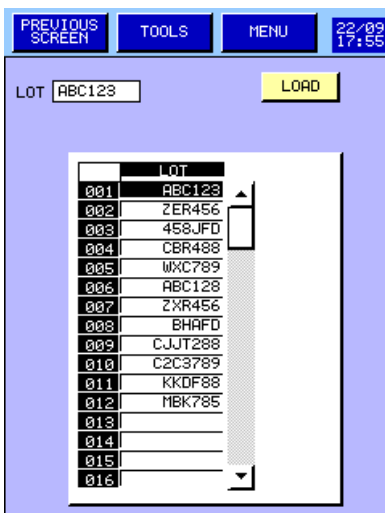 PREVIOUS SCREEN TOOLS MENU 22/09 17:55
LOT ABC123 LOAD
LOT
001 ABC123
002 ZER456
003 458JFD
004 CBR488
005 WXC789
006 ABC128
007 ZXR456
008 BHAFD
009 CJJT288
010 C2C3789
011 KKDF88
012 MBK785
013
014
015
016